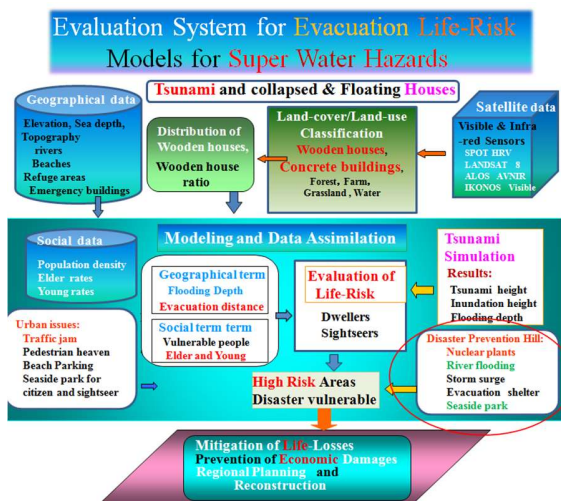 Evaluation System for Evacuation Life-Risk
Models for Super Water Hazards
Tsunami and collapsed & Floating Houses
Geographical data
Elevation, Sea depth,
Topography
rivers
Beaches
Refuge areas
Emergency buildings
Distribution of
Wooden houses,
Wooden house
ratio
Land-cover/Land-use
Classification
Wooden houses,
Concrete buildings,
Forest, Farm,
Grassland , Water
Satellite data
Visible & Infra
-red Sensors
SPOT HRV
LANDSAT 8
ALOS AVNIR
IKONOS Visible
Social data
Population density
Elder rates
Young rates
Modeling and Data Assimilation
Geographical term
Flooding Depth
Evacuation distance
Social term term
Vulnerable people
Elder and Young
Evaluation of
Life-Risk
Dwellers
Sightseers
Tsunami
Simulation
Results:
Tsunami height
Inundation height
Flooding depth
Urban issues:
Traffic jam
Pedestrian heaven
Beach Parking
Seaside park for
citizen and sightseer
High Risk Areas
Disaster vulnerable
Disaster Prevention Hill:
Nuclear plants
River flooding
Storm surge
Evacuation shelter
Seaside park
Mitigation of Life-Losses
Prevention of Economic Damages
Regional Planning and
Reconstruction